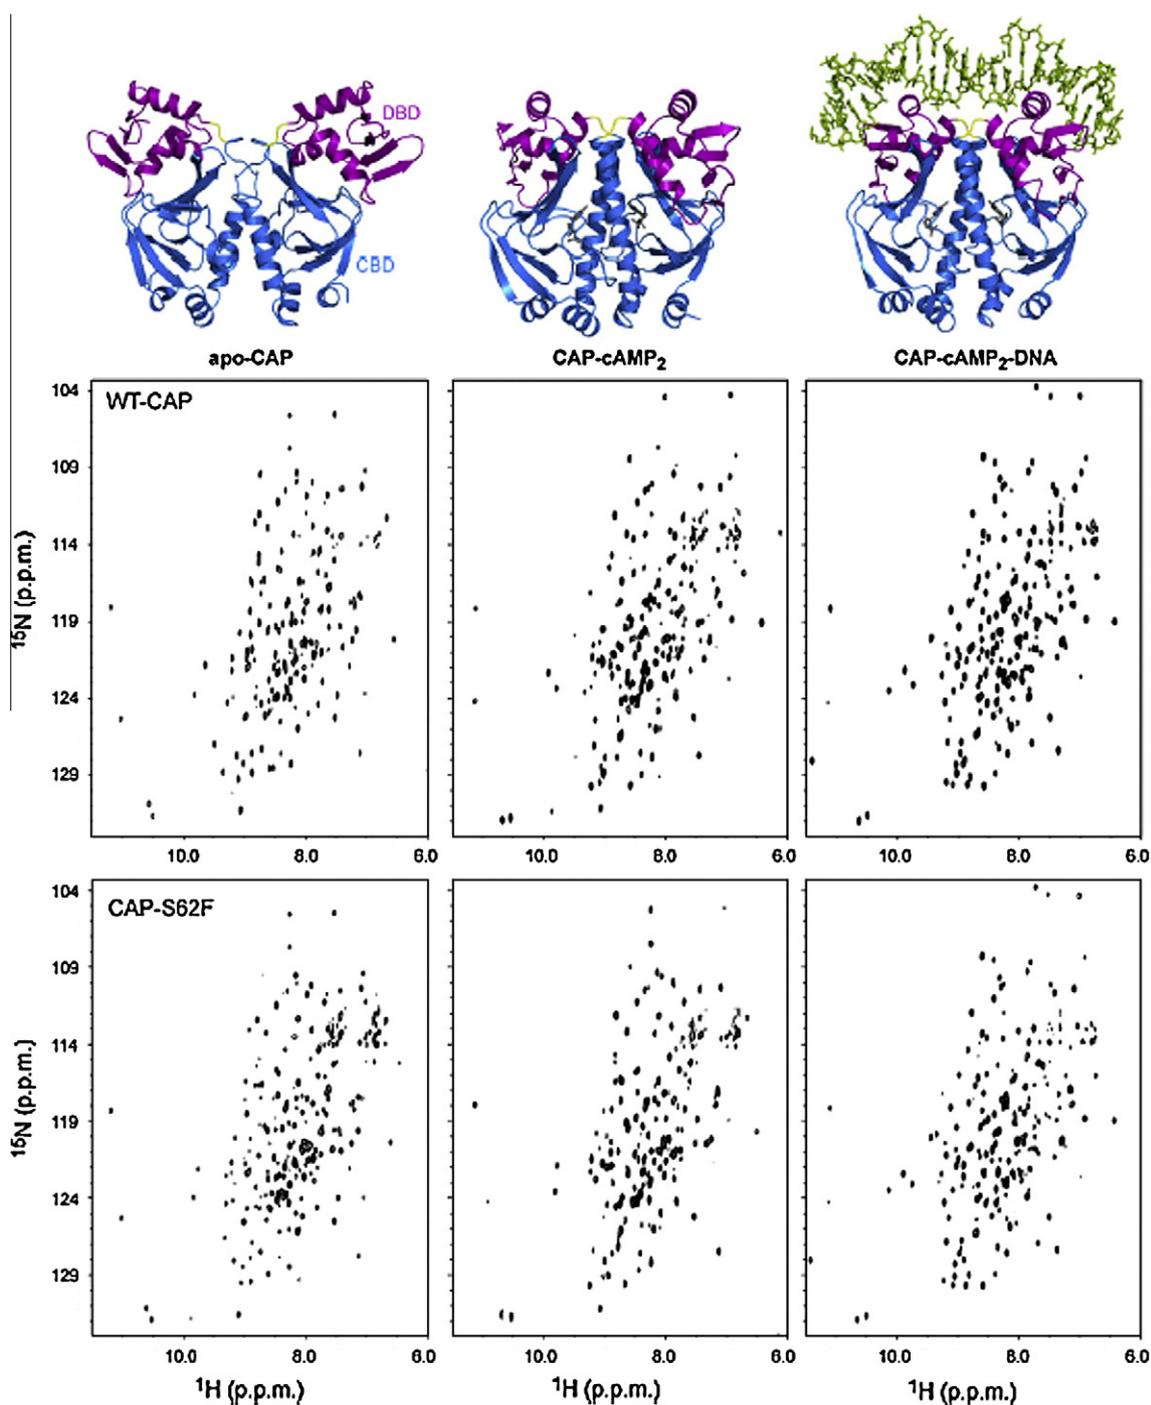 DBD
CBD
apo-CAP
CAP-cAMP2
CAP-cAMP2-DNA
WT-CAP
104
109
114
119
124
129
15N (p.p.m.)
10.0 8.0 6.0
10.0 8.0 6.0
10.0 8.0 6.0
CAP-S62F
104
109
114
119
124
129
15N (p.p.m.)
10.0 8.0 6.0
10.0 8.0 6.0
10.0 8.0 6.0
1H (p.p.m.)
1H (p.p.m.)
1H (p.p.m.)